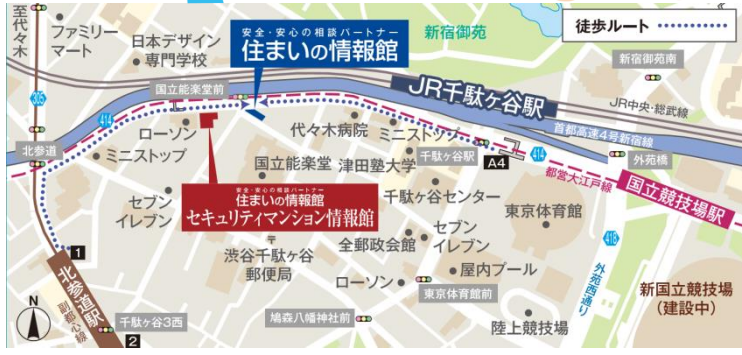 至代々木
ファミリー
マート
日本デザイン
専門学校
安全・安心の相談パートナー
住まいの情報館
新宿御苑
徒歩ルート
新宿御苑南
国立能楽堂前
JR千駄ヶ谷駅
JR中央・総武線
首都高速4号新宿線
305
414
北参道
ローソン
ミニストップ
代々木病院
ミニストップ
千駄ヶ谷駅
A4
414
外苑橋
都営大江戸線
国立競技場駅
国立能楽堂
津田塾大学
安全・安心の相談パートナー
住まいの情報館
セキュリティマンション情報館
セブン
イレブン
千駄ヶ谷センター
東京体育館
418
外苑西通り
全郵政会館
セブン
イレブン
〒
渋谷千駄ヶ谷
郵便局
1
北参道駅
副都心線
ローソン
屋内プール
東京体育館前
新国立競技場
(建設中)
N
千駄ヶ谷3西
2
鳩森八幡神社前
陸上競技場